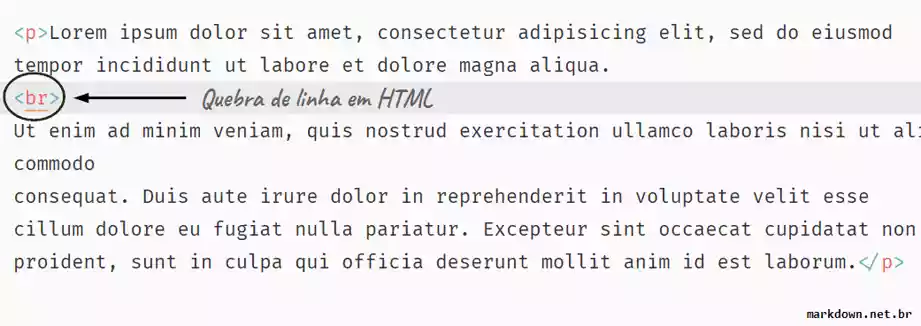 <p>Lorem ipsum dolor sit amet, consectetur adipisicing elit, sed do eiusmod
tempor incididunt ut labore et dolore magna aliqua.
<br> Quebra de linha em HTML
Ut enim ad minim veniam, quis nostrud exercitation ullamco laboris nisi ut ali
commodo
consequat. Duis aute irure dolor in reprehenderit in voluptate velit esse
cillum dolore eu fugiat nulla pariatur. Excepteur sint occaecat cupidatat non
proident, sunt in culpa qui officia deserunt mollit anim id est laborum.</p>
markdown.net.br